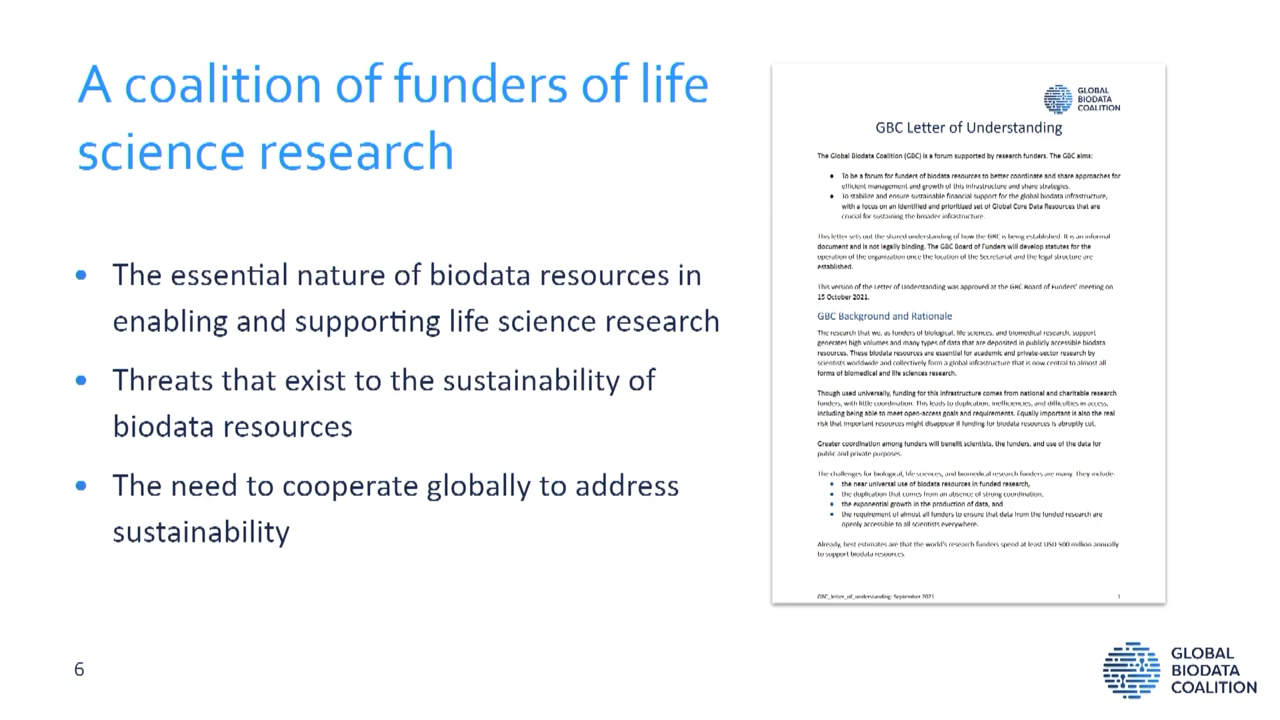 A coalition of funders of life
science research
The essential nature of biodata resources in
enabling and supporting life science research
Threats that exist to the sustainability of
biodata resources
The need to cooperate globally to address
sustainability
6
GLOBAL
BIODATA
COALITION
GBC Letter of Understanding
The Global Biodata Coalition (GBC) is a forum supported by research funders. The GBC aims:
To be a forum for funders of biodata resources to better coordinate and share approaches for
efficient management and growth of this infrastructure and share strategies.
To stabilize and ensure sustainable financial support for the global biodata infrastructure,
with a focus on an identified and prioritized set of Global Core Data Resources that are
crucial for sustaining the broader infrastructure.
This letter sets out the shared understanding of how the GBC is being established. It is an informal
document and is not legally binding. The GBC Board of Funders will develop statutes for the
operation of the organization once the location of the Secretariat and the legal structure are
established.
This version of the Letter of Understanding was approved at the GBC Board of Funders' meeting on
15 October 2021.
GBC Background and Rationale
The research that we, as funders of biological, life sciences, and biomedical research, support
generates high volumes and many types of data that are deposited in publicly accessible biodata
resources. These biodata resources are essential for academic and private-sector research by
scientists worldwide and collectively form a global infrastructure that is now central to almost all
forms of biomedical and life sciences research.
Though used universally, funding for this infrastructure comes from national and charitable research
funders, with little coordination. This leads to duplication, inefficiencies, and difficulties in access,
including being able to meet open-access goals and requirements. Equally important is also the real
risk that important resources might disappear if funding for biodata resources is abruptly cut.
Greater coordination among funders will benefit scientists, the funders, and use of the data for
public and private purposes.
The challenges for biological, life sciences, and biomedical research funders are many. They include:
the near universal use of biodata resources in funded research,
the duplication that comes from an absence of strong coordination,
the exponential growth in the production of data, and
the requirement of almost all funders to ensure that data from the funded research are
openly accessible to all scientists everywhere.
Already, best estimates are that the world's research funders spend at least USD 500 million annually
to support biodata resources.
GBC_letter_of_understanding: September 2021
1
GLOBAL
BIODATA
COALITION